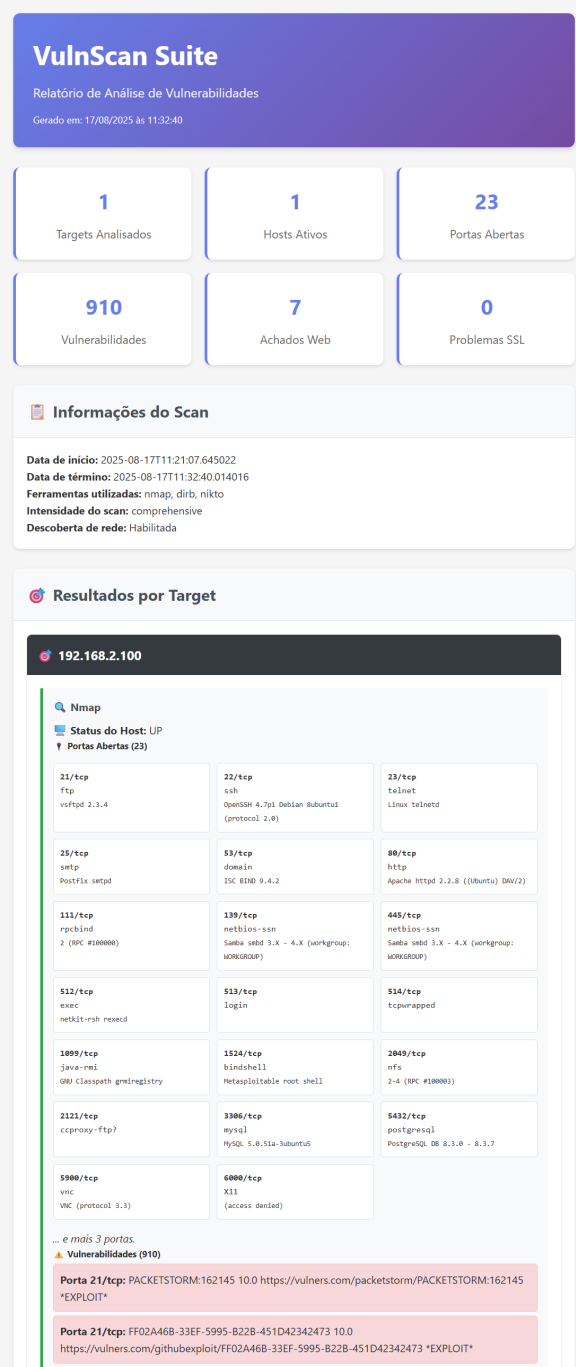 VulnScan Suite
Relatório de Análise de Vulnerabilidades
Gerado em: 17/08/2025 às 11:32:40
1
Targets Analisados
1
Hosts Ativos
23
Portas Abertas
910
Vulnerabilidades
7
Achados Web
0
Problemas SSL
Informações do Scan
Data de início: 2025-08-17T11:21:07.645022
Data de término: 2025-08-17T11:32:40.014016
Ferramentas utilizadas: nmap, dirb, nikto
Intensidade do scan: comprehensive
Descoberta de rede: Habilitada
Resultados por Target
192.168.2.100
Nmap
Status do Host: UP
Portas Abertas (23)
21/tcp
ftp
vsftpd 2.3.4
22/tcp
ssh
OpenSSH 4.7p1 Debian 8ubuntu1
(protocol 2.0)
23/tcp
telnet
Linux telnetd
25/tcp
smtp
Postfix smtpd
53/tcp
domain
ISC BIND 9.4.2
80/tcp
http
Apache httpd 2.2.8 ((Ubuntu) DAV/2)
111/tcp
rpcbind
2 (RPC #100000)
139/tcp
netbios-ssn
Samba smbd 3.X - 4.X (workgroup:
WORKGROUP)
445/tcp
netbios-ssn
Samba smbd 3.X - 4.X (workgroup:
WORKGROUP)
512/tcp
exec
netkit-rsh rexecd
513/tcp
login
514/tcp
tcpwrapped
1099/tcp
java-rmi
GNU Classpath grmiregistry
1524/tcp
bindshell
Metasploitable root shell
2049/tcp
nfs
2-4 (RPC #100003)
2121/tcp
ccproxy-ftp?
3306/tcp
mysql
MySQL 5.0.51a-3ubuntu5
5432/tcp
postgresql
PostgreSQL DB 8.3.0 - 8.3.7
5900/tcp
vnc
VNC (protocol 3.3)
6000/tcp
X11
(access denied)
... e mais 3 portas.
Vulnerabilidades (910)
Porta 21/tcp: PACKETSTORM:162145 10.0 https://vulners.com/packetstorm/PACKETSTORM:162145
*EXPLOIT*
Porta 21/tcp: FF02A46B-33EF-5995-B22B-451D42342473 10.0
https://vulners.com/githubexploit/FF02A46B-33EF-5995-B22B-451D42342473 *EXPLOIT*